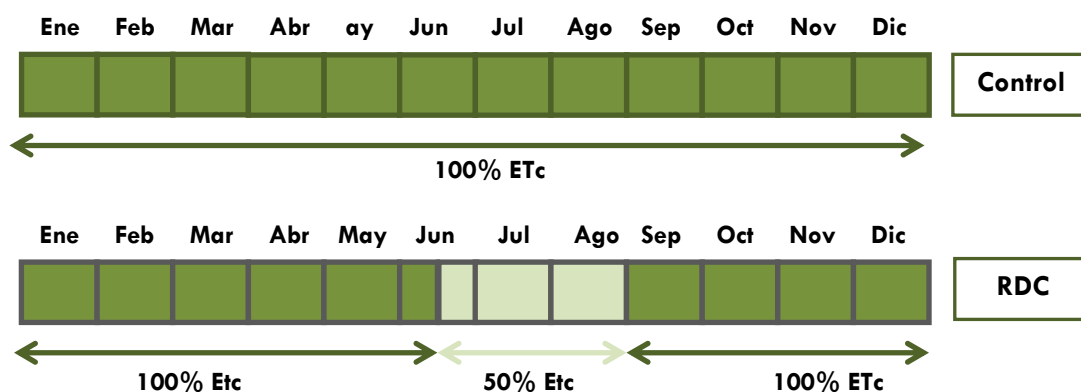 Ene Feb Mar Abr ay Jun Jul Ago Sep Oct Nov Dic
Control
100% ETc
Ene Feb Mar Abr May Jun Jul Ago Sep Oct Nov Dic
RDC
100% Etc 50% Etc 100% ETc